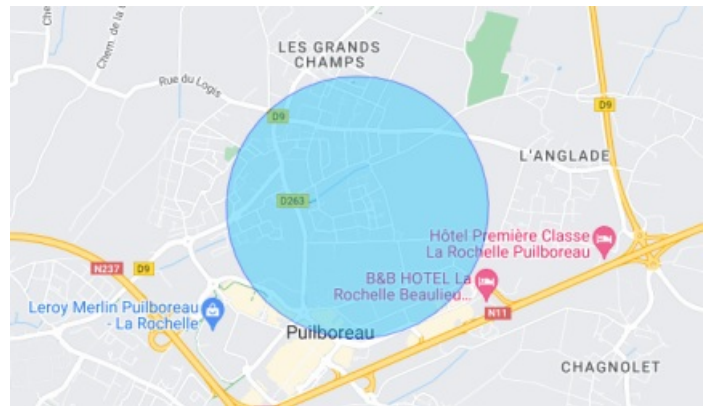 LES GRANDS
CHAMPS
Chem. de la
Rue du Logis
D9
D9
L'ANGLADE
D263
Hôtel Première Classe
La Rochelle Puilboreau
N237
D9
B&B HOTEL La
Rochelle Beaulieu...
Leroy Merlin Puilboreau
- La Rochelle
N11
Puilboreau
CHAGNOLET